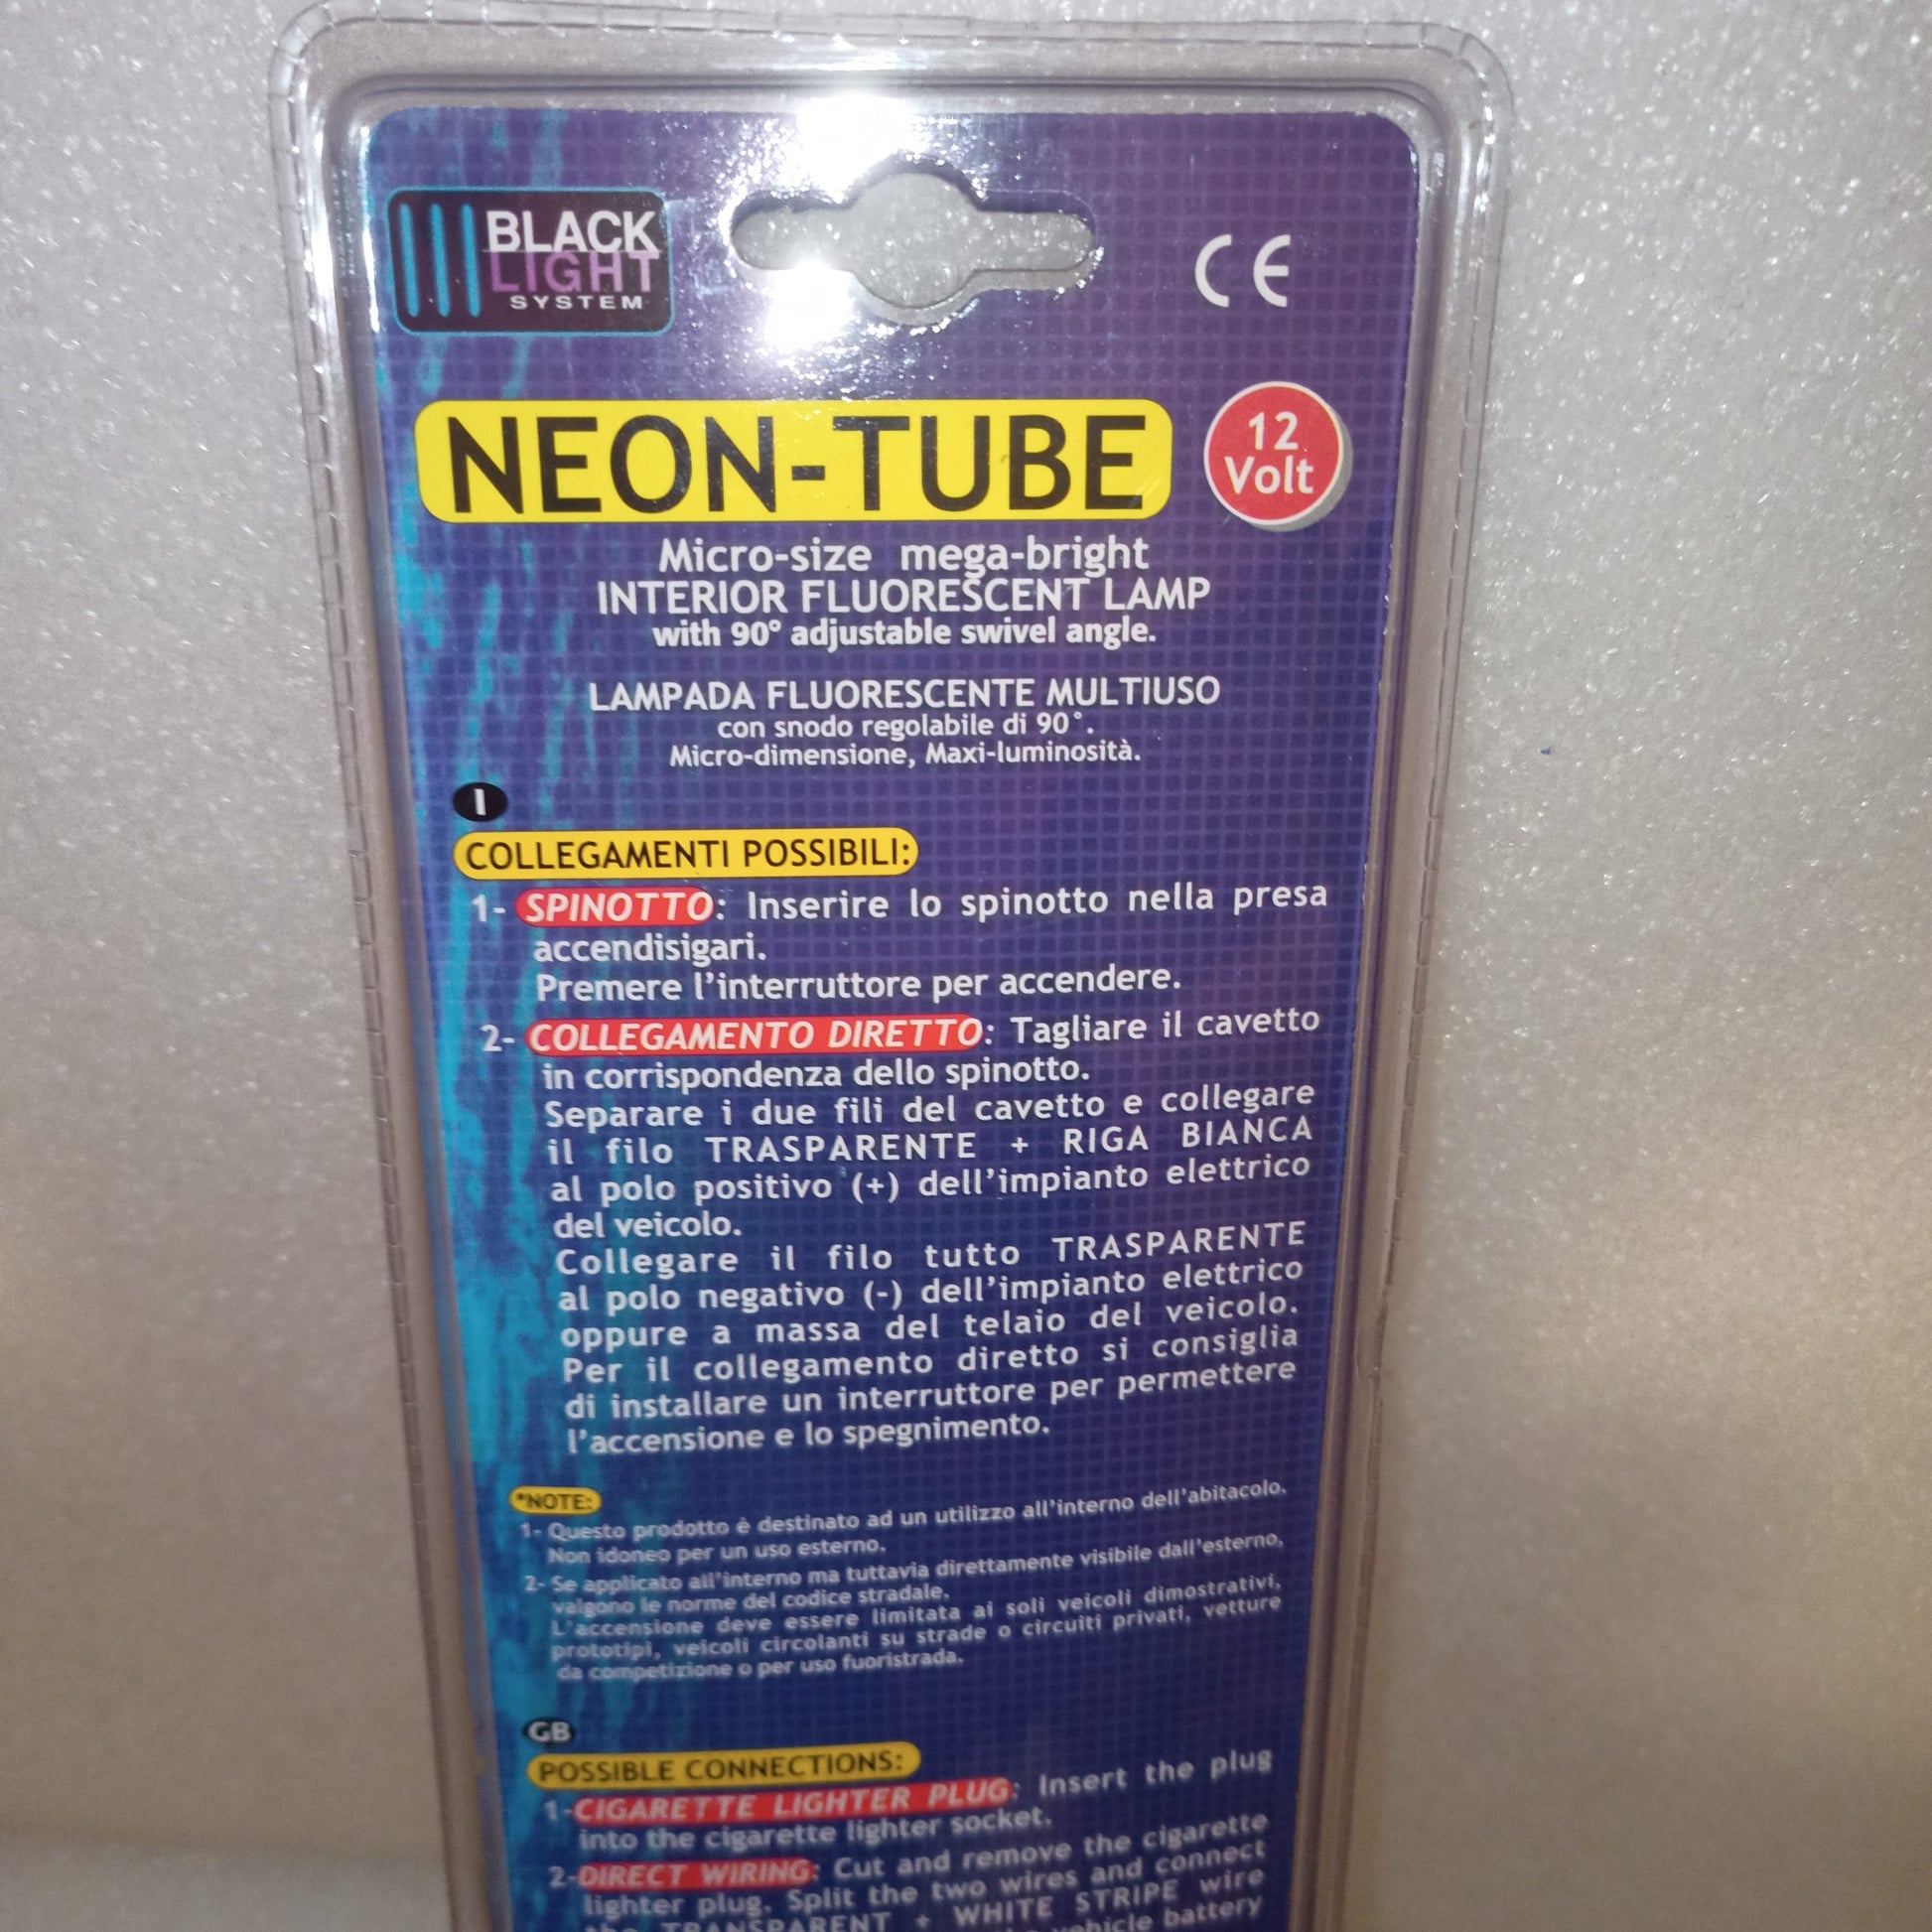 BLACK
LIGHT
SYSTEM
CE
NEON-TUBE
12
Volt
Micro-size mega-bright
INTERIOR FLUORESCENT LAMP
with 90° adjustable swivel angle.
LAMPADA FLUORESCENTE MULTIUSO
con snodo regolabile di 90°.
Micro-dimensione, Maxi-luminosità.
I
COLLEGAMENTI POSSIBILI:
1- SPINOTTO: Inserire lo spinotto nella presa
accendisigari.
Premere l'interruttore per accendere.
2- COLLEGAMENTO DIRETTO: Tagliare il cavetto
in corrispondenza dello spinotto.
Separare i due fili del cavetto e collegare
il filo TRASPARENTE + RIGA BIANCA
al polo positivo (+) dell'impianto elettrico
del veicolo.
Collegare il filo tutto TRASPARENTE
al polo negativo (-) dell'impianto elettrico
oppure a massa del telaio del veicolo.
Per il collegamento diretto si consiglia
di installare un interruttore per permettere
l'accensione e lo spegnimento.
*NOTE:
1- Questo prodotto è destinato ad un utilizzo all'interno dell'abitacolo.
Non idoneo per un uso esterno.
2- Se applicato all'interno ma tuttavia direttamente visibile dall'esterno,
valgono le norme del codice stradale.
L'accensione deve essere limitata ai soli veicoli dimostrativi,
prototipi, veicoli circolanti su strade o circuiti privati, vetture
da competizione o per uso fuoristrada.
GB
POSSIBLE CONNECTIONS:
1-CIGARETTE LIGHTER PLUG: Insert the plug
into the cigarette lighter socket.
2-DIRECT WIRING: Cut and remove the cigarette
lighter plug. Split the two wires and connect
the TRANSPARENT + WHITE STRIPE wire
vehicle battery